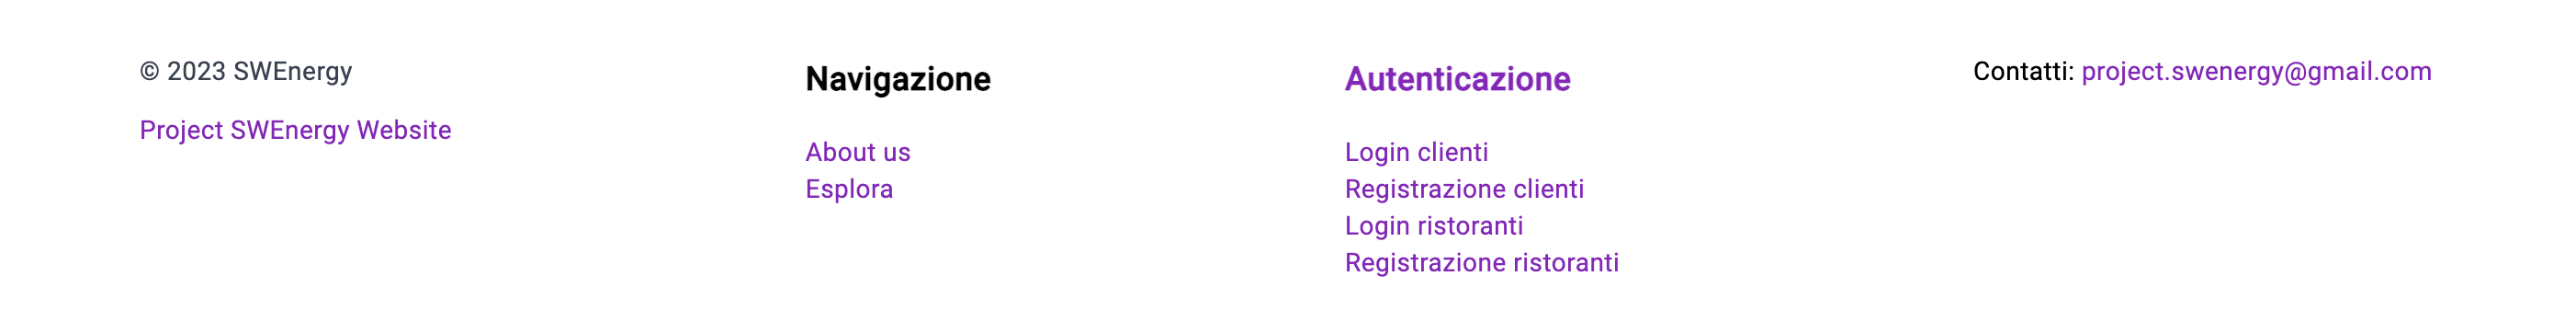 © 2023 SWEnergy
Project SWEnergy Website
Navigazione
About us
Esplora
Autenticazione
Login clienti
Registrazione clienti
Login ristoranti
Registrazione ristoranti
Contatti: project.swenergy@gmail.com